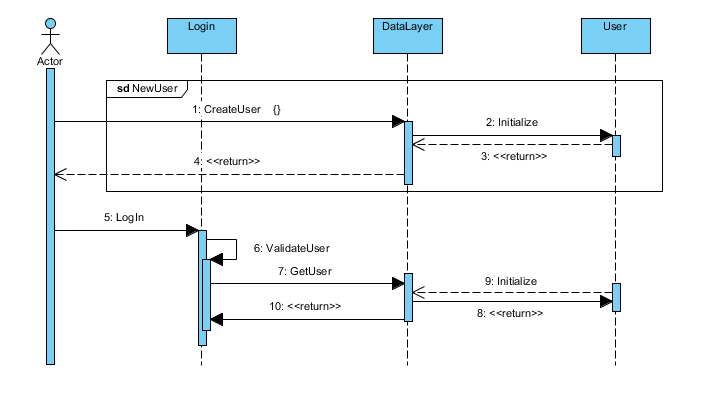 Login
DataLayer
User
Actor
sd NewUser
1: CreateUser {}
2: Initialize
3: <<return>>
4: <<return>>
5: LogIn
6: ValidateUser
7: GetUser
9: Initialize
10: <<return>>
8: <<return>>